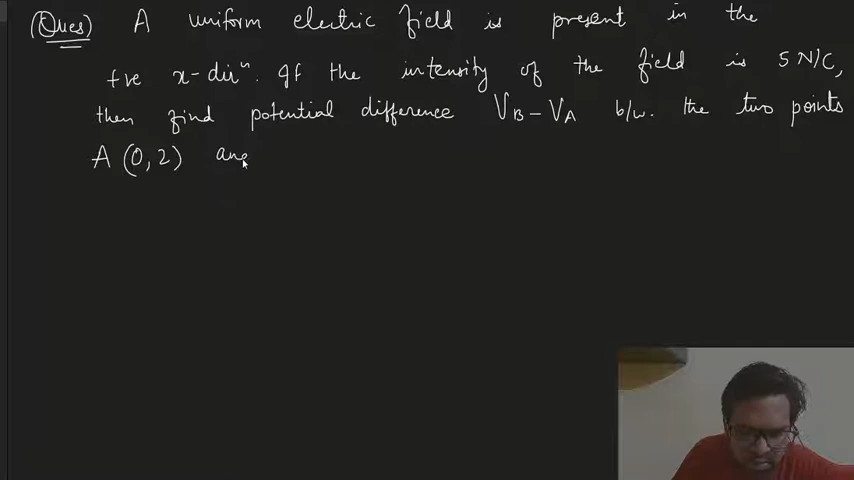 (Ques) A uniform electric field is present in the
+ve x-dirⁿ. If the intensity of the field is 5 N/C,
then find potential difference V_B - V_A b/w. the two points
A (0, 2) and